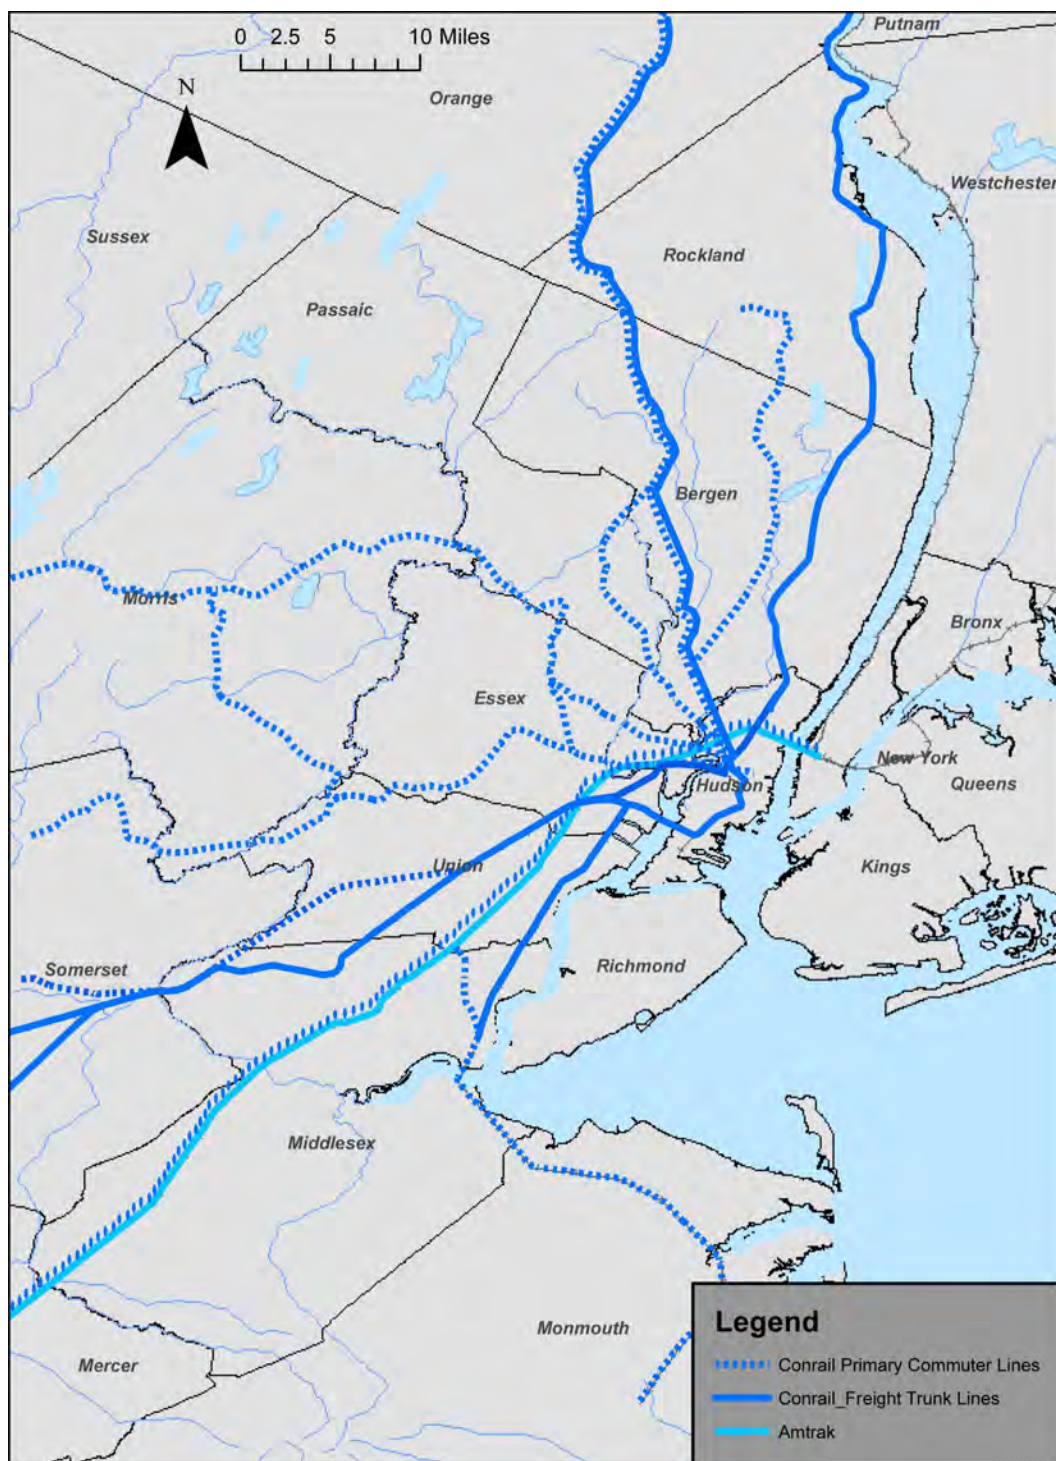 Putnam
0 2.5 5 10 Miles
N
Orange
Westchester
Sussex
Rockland
Passaic
Bergen
Morris
Bronx
Essex
New York
Hudson
Queens
Union
Kings
Somerset
Richmond
Middlesex
Monmouth
Mercer
Legend
Conrail Primary Commuter Lines
Conrail_Freight Trunk Lines
Amtrak